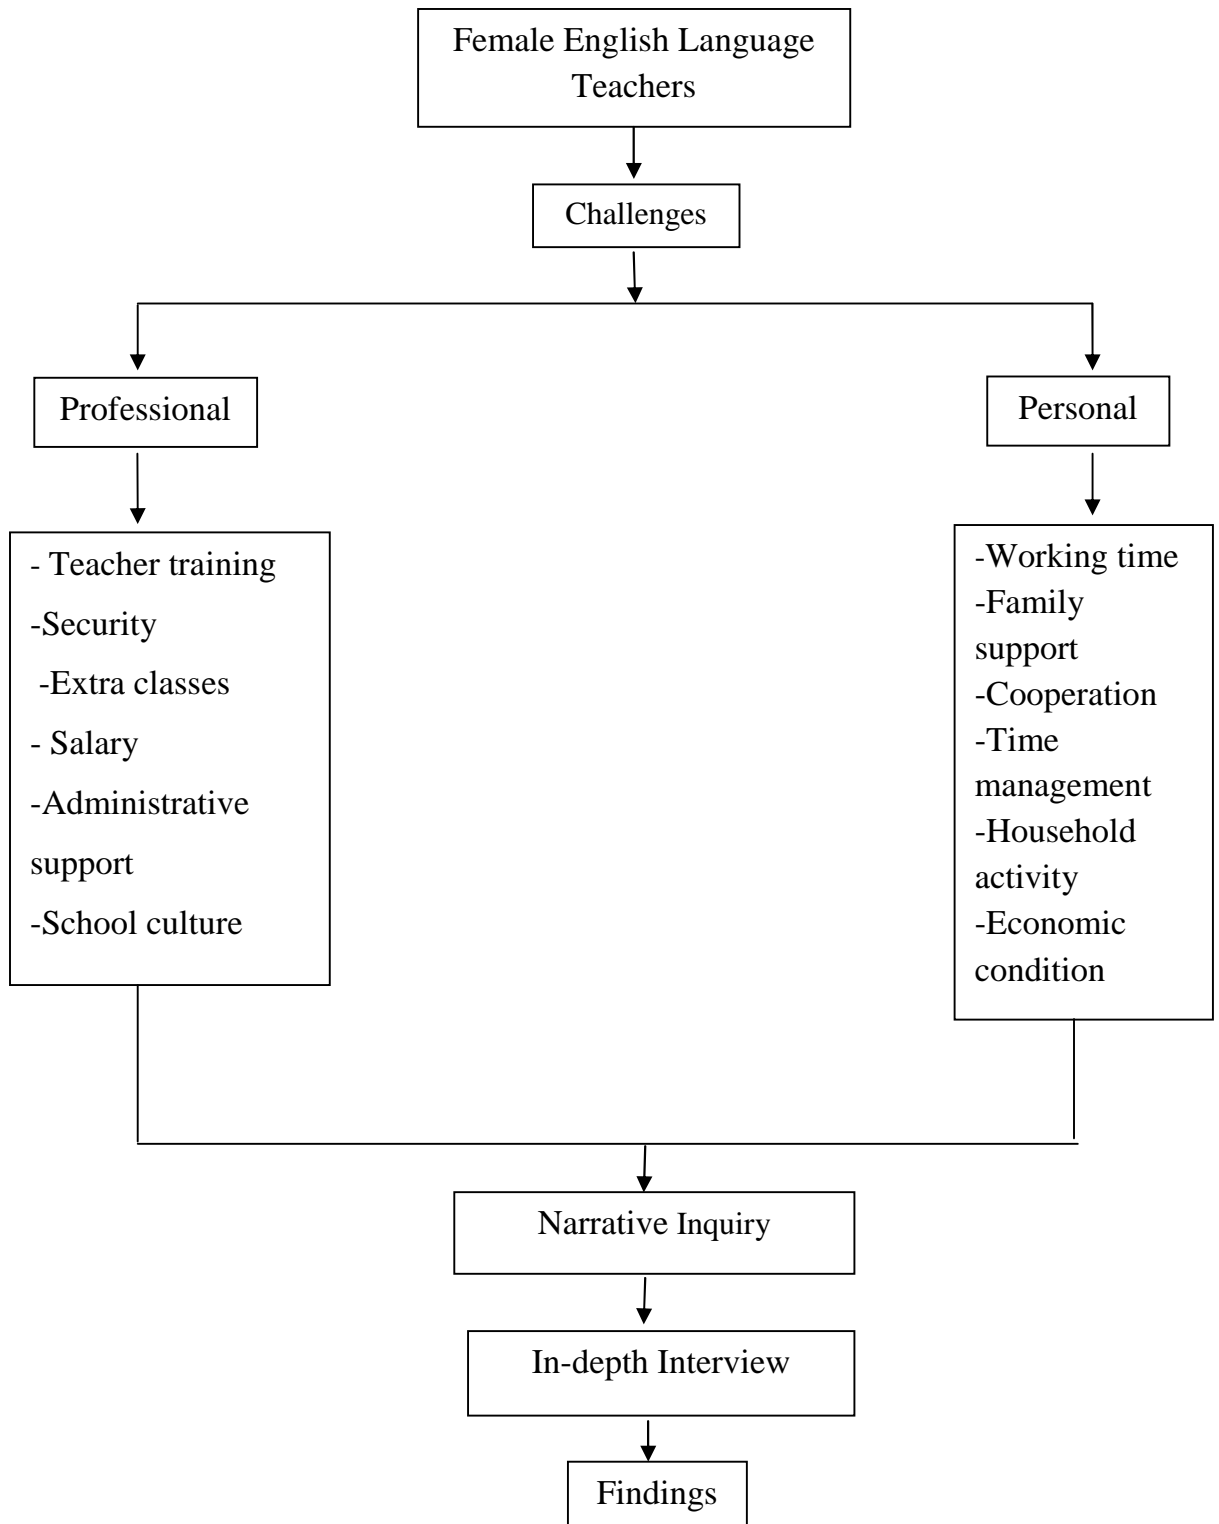 Female English Language
Teachers
Challenges
Professional
Personal
- Teacher training
-Security
-Extra classes
- Salary
-Administrative
support
-School culture
-Working time
-Family
support
-Cooperation
-Time
management
-Household
activity
-Economic
condition
Narrative Inquiry
In-depth Interview
Findings